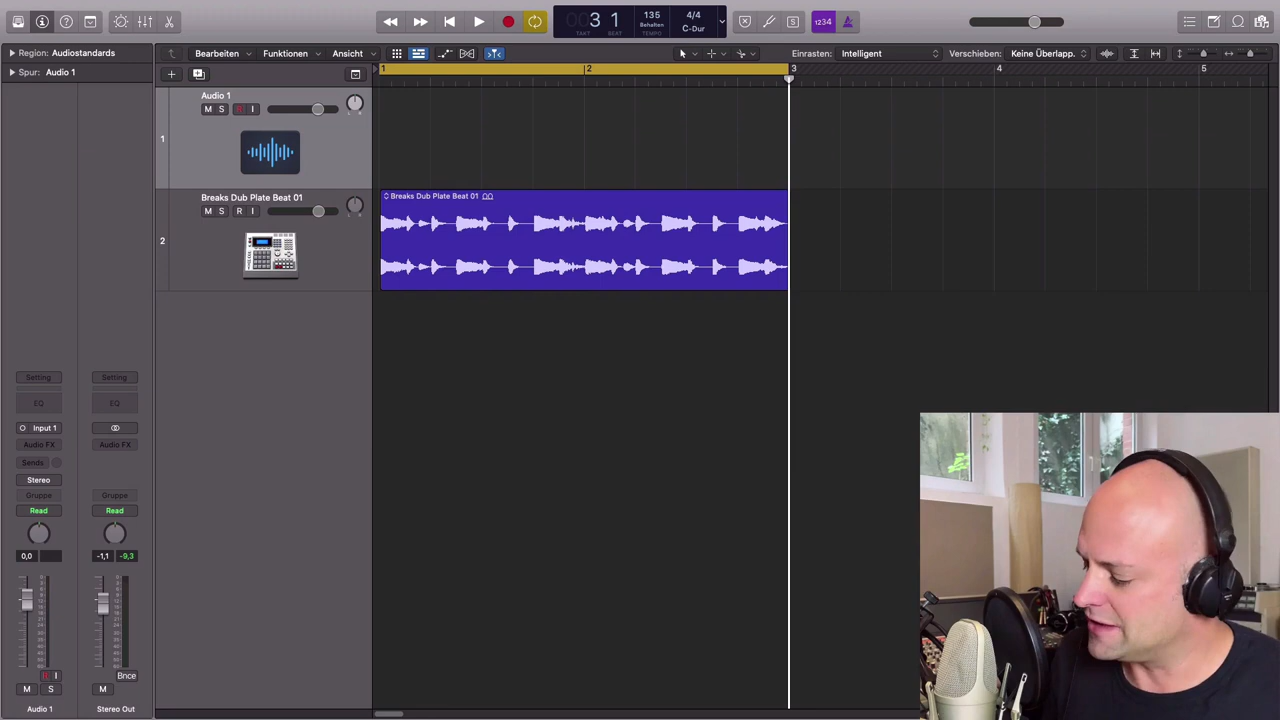 3 1
TAKT BEAT
135
Behalten
TEMPO
4/4
C-Dur
1234
Region: Audiostandards
Bearbeiten
Funktionen
Ansicht
Einrasten: Intelligent
Verschieben: Keine Überlapp.
Spur: Audio 1
1
2
3
4
5
Audio 1
M S R I
L R
1
Breaks Dub Plate Beat 01
M S R I
2
Breaks Dub Plate Beat 01
Setting
Setting
EQ
EQ
Input 1
Audio FX
Audio FX
Sends
Stereo
Gruppe
Gruppe
Read
Read
0,0
-1,1 -9,3
R I
Bnce
M S
M
Audio 1
Stereo Out